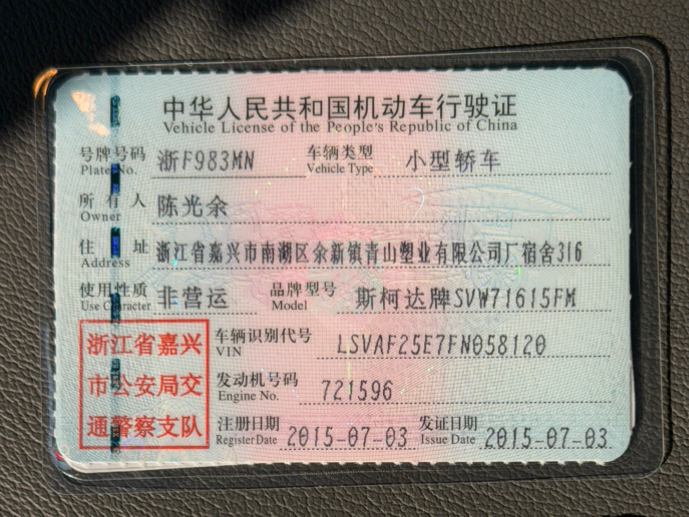 中华人民共和国机动车行驶证
Vehicle License of the People's Republic of China
号牌号码 浙F983MN 车辆类型 小型轿车
Plate No. Vehicle Type
所有人 陈光余
Owner
住址 浙江省嘉兴市南湖区余新镇青山塑业有限公司厂宿舍316
Address
使用性质 非营运 品牌型号 斯柯达牌SVW71615FM
Use Character Model
浙江省嘉兴
市公安局交
通警察支队
车辆识别代号 LSVAF25E7FN058120
VIN
发动机号码 721596
Engine No.
注册日期 2015-07-03 发证日期 2015-07-03
Register Date Issue Date